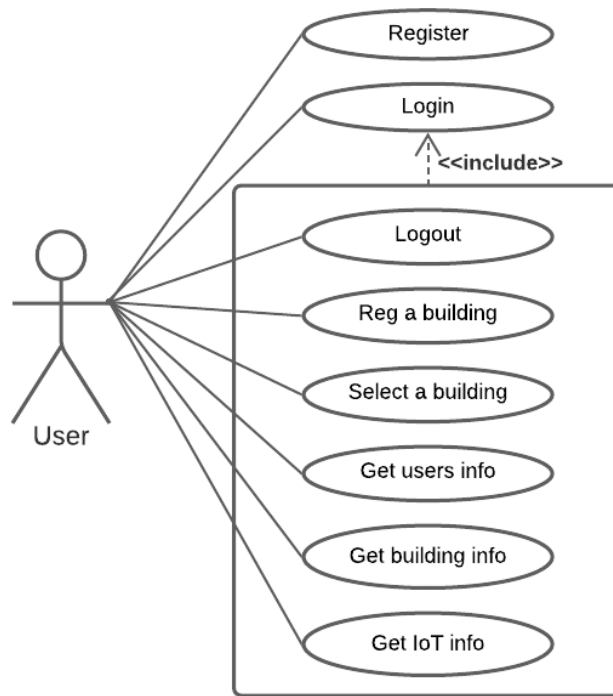 Register
Login
<<include>>
Logout
Reg a building
Select a building
User
Get users info
Get building info
Get IoT info